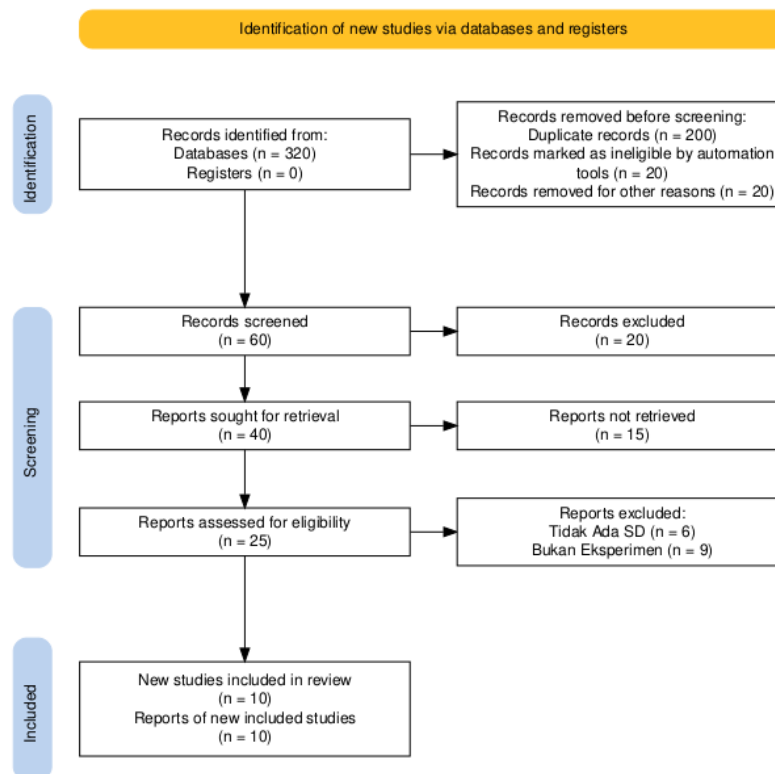 Identification of new studies via databases and registers
Identification
Records identified from:
Databases (n = 320)
Registers (n = 0)
Records removed before screening:
Duplicate records (n = 200)
Records marked as ineligible by automation
tools (n = 20)
Records removed for other reasons (n = 20)
Screening
Records screened
(n = 60)
Records excluded
(n = 20)
Reports sought for retrieval
(n = 40)
Reports not retrieved
(n = 15)
Reports assessed for eligibility
(n = 25)
Reports excluded:
Tidak Ada SD (n = 6)
Bukan Eksperimen (n = 9)
Included
New studies included in review
(n = 10)
Reports of new included studies
(n = 10)